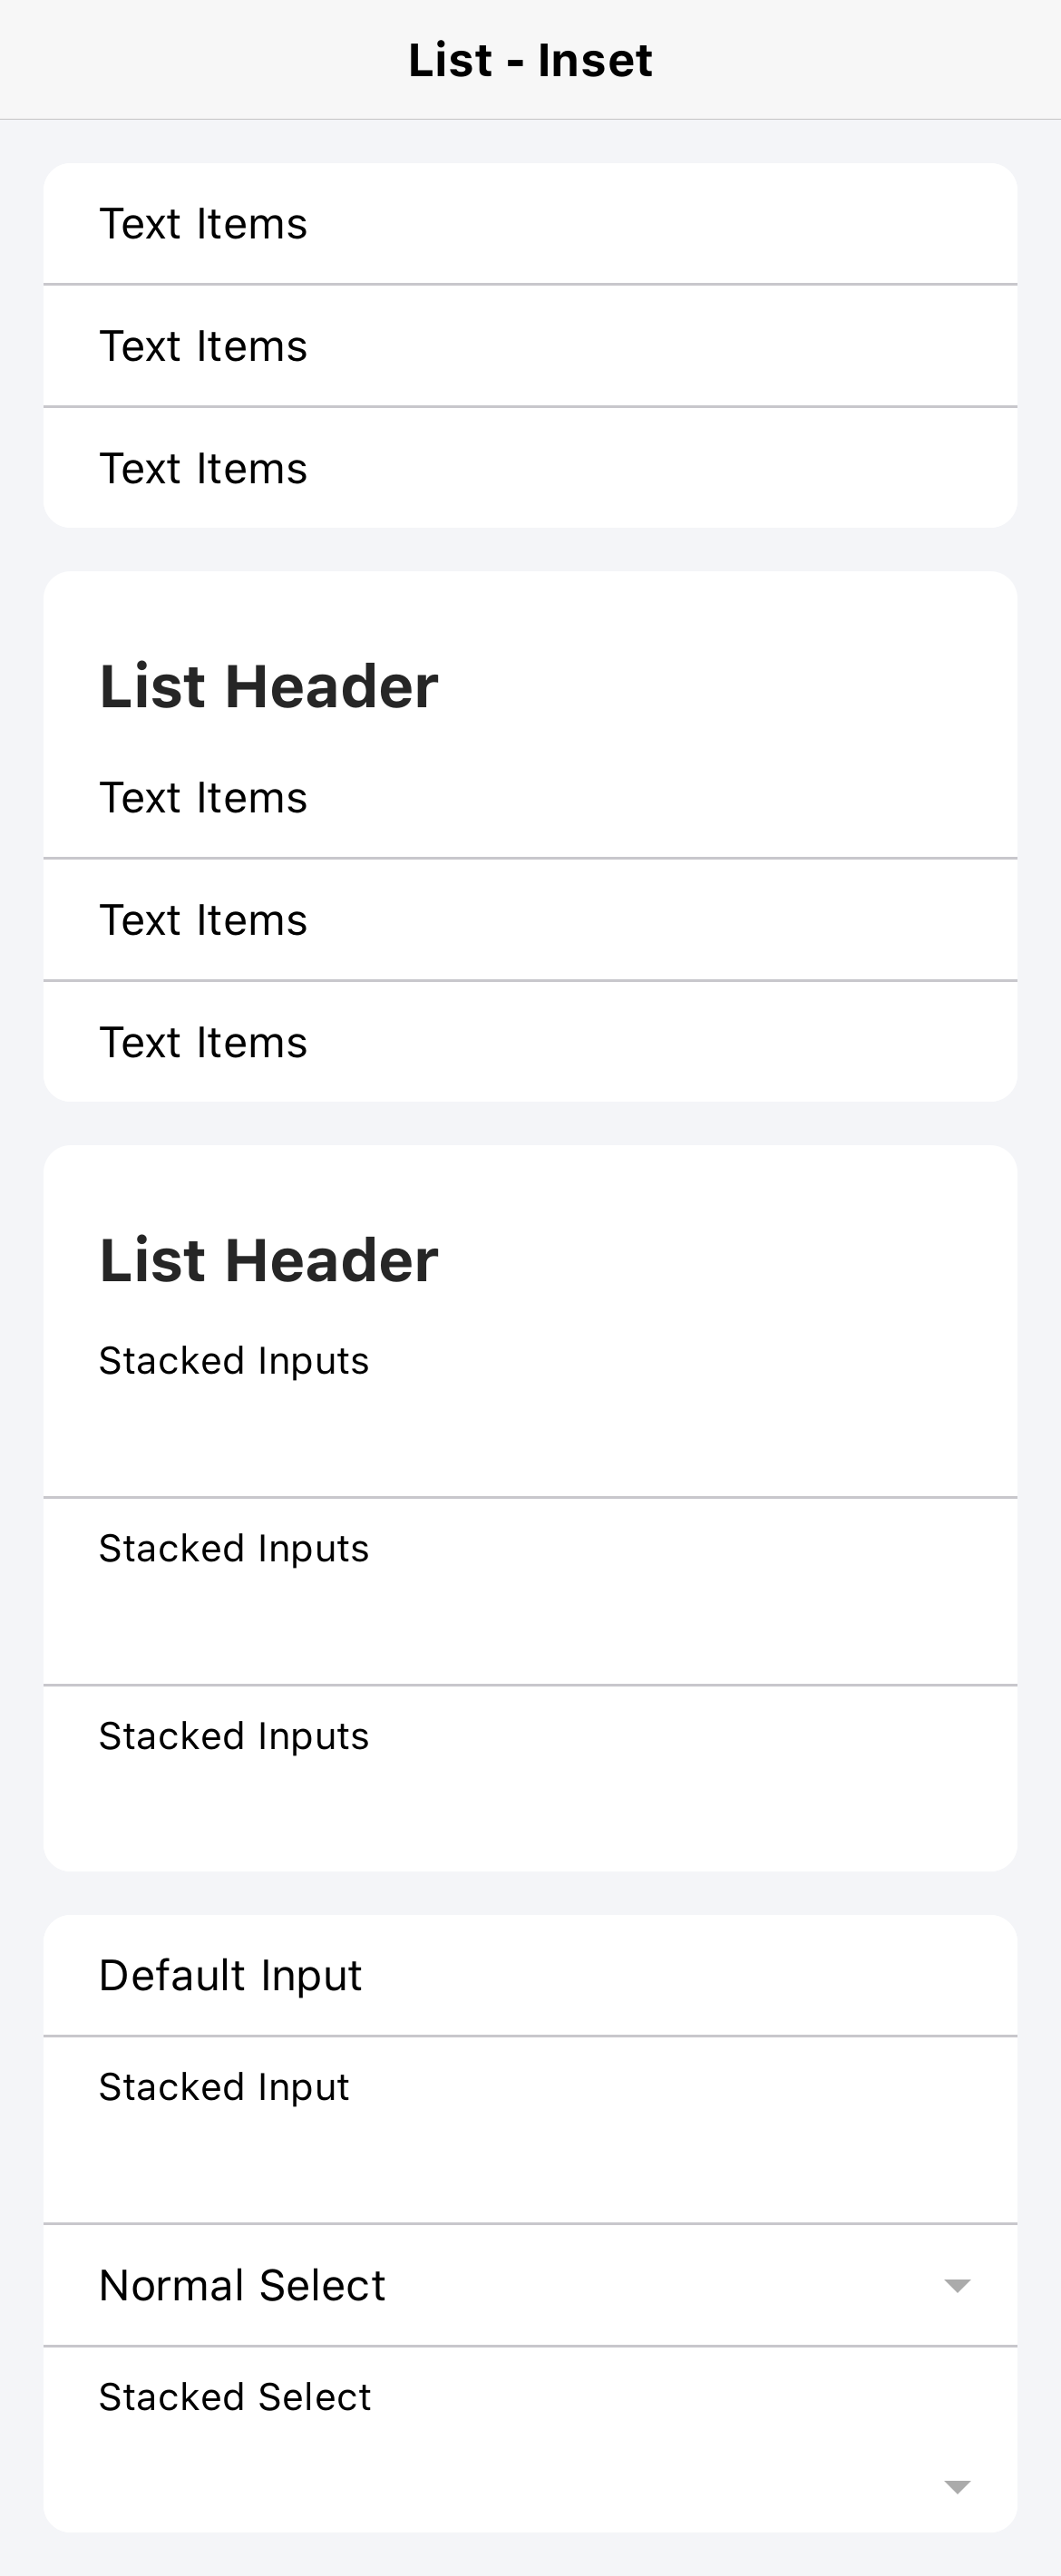 List - Inset
Text Items
Text Items
Text Items
List Header
Text Items
Text Items
Text Items
List Header
Stacked Inputs
Stacked Inputs
Stacked Inputs
Default Input
Stacked Input
Normal Select
Stacked Select